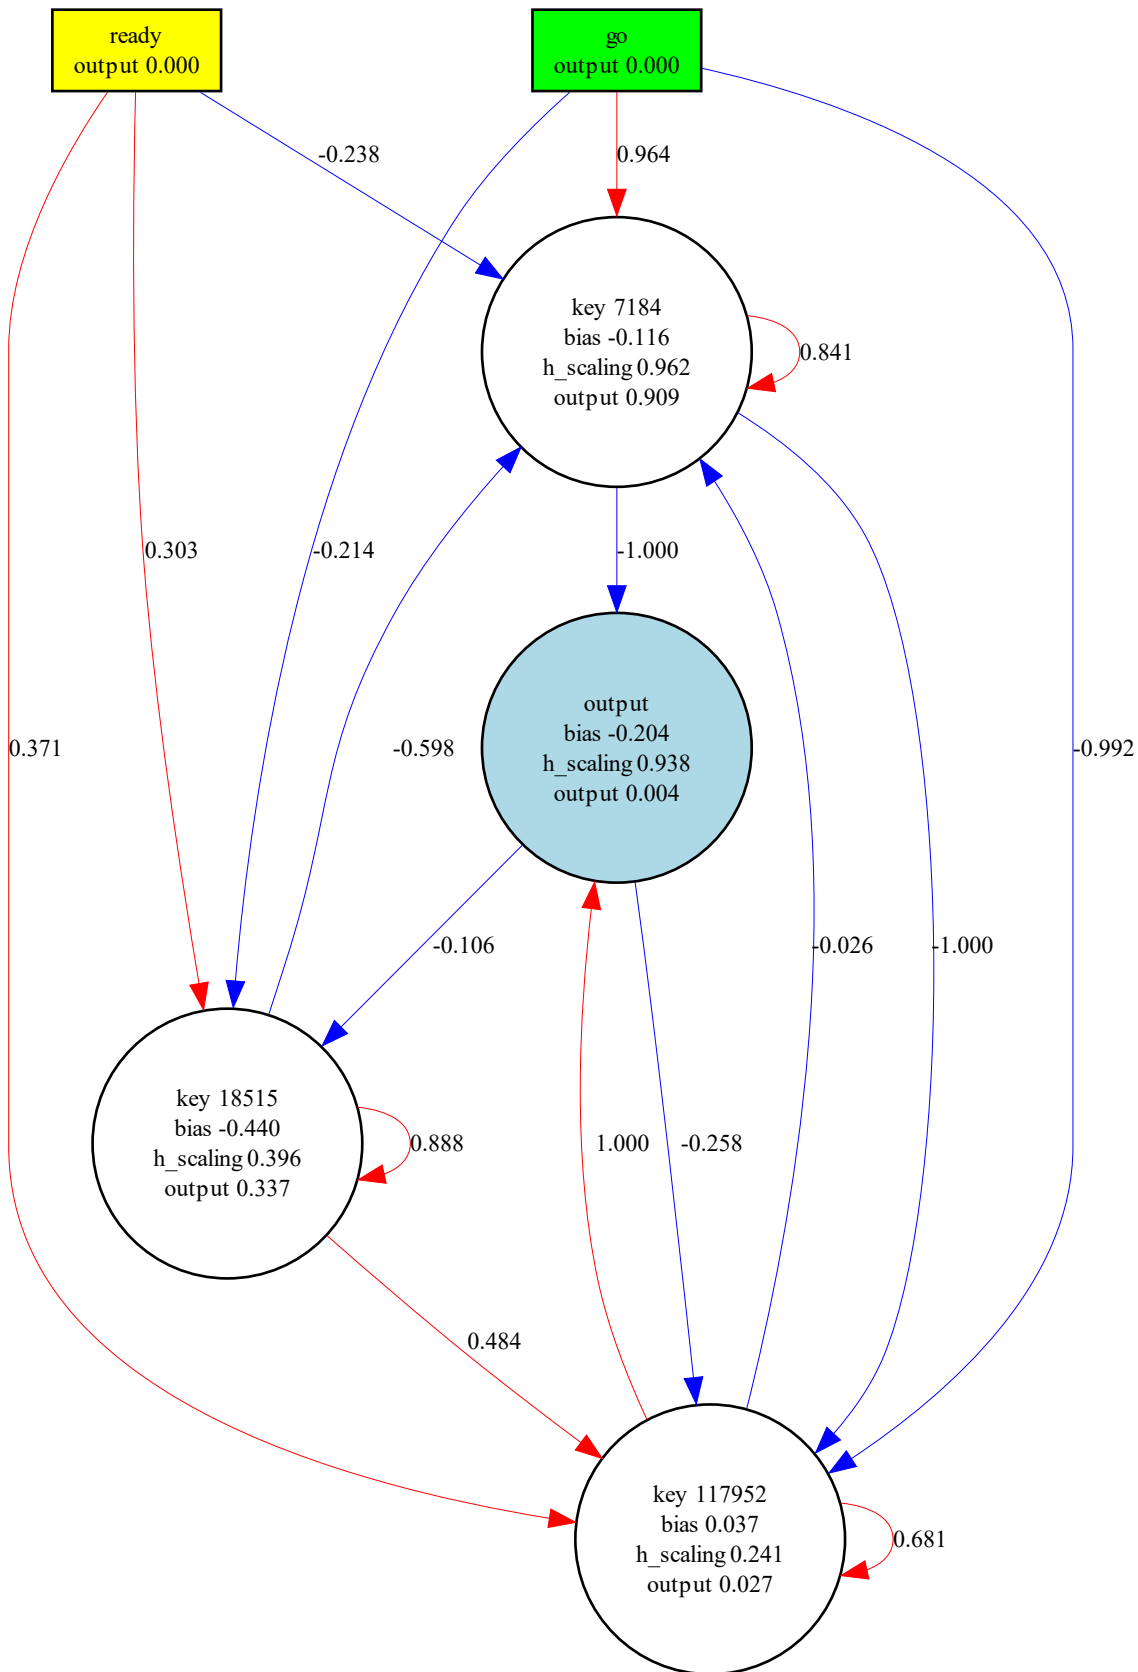 ready
output 0.000
go
output 0.000
-0.238
0.964
key 7184
bias -0.116
h_scaling 0.962
output 0.909
0.841
0.303
-0.214
-1.000
0.371
-0.598
output
bias -0.204
h_scaling 0.938
output 0.004
-0.992
-0.106
-0.026
-1.000
key 18515
bias -0.440
h_scaling 0.396
output 0.337
0.888
1.000
-0.258
0.484
key 117952
bias 0.037
h_scaling 0.241
output 0.027
0.681